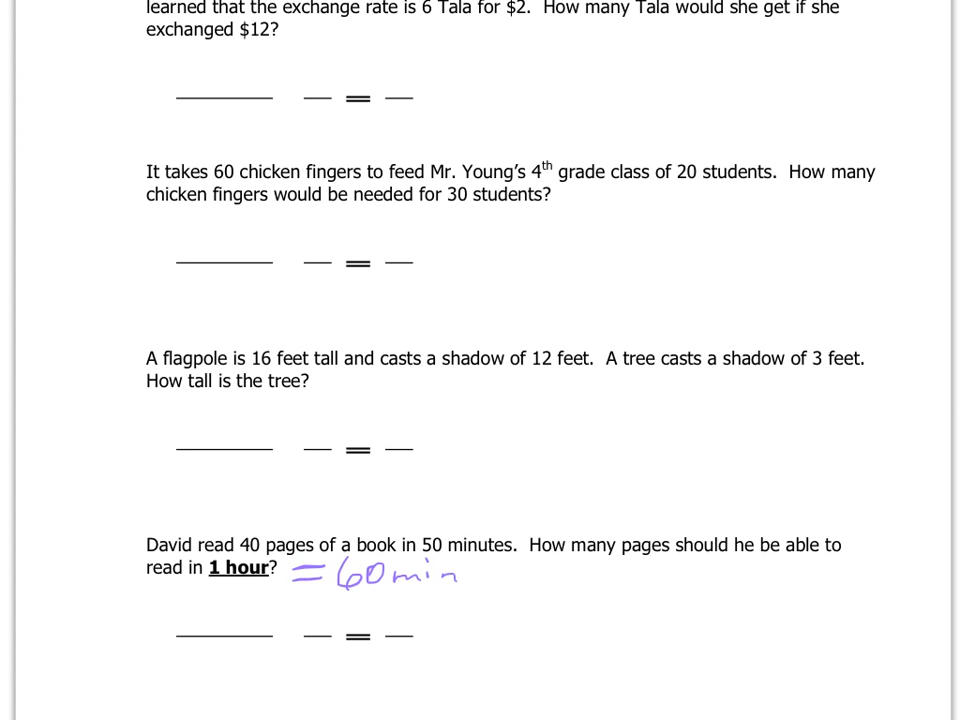 learned that the exchange rate is 6 Tala for $2.  How many Tala would she get if she
exchanged $12?
=
It takes 60 chicken fingers to feed Mr. Young's 4th grade class of 20 students.  How many
chicken fingers would be needed for 30 students?
=
A flagpole is 16 feet tall and casts a shadow of 12 feet.  A tree casts a shadow of 3 feet.
How tall is the tree?
=
David read 40 pages of a book in 50 minutes.  How many pages should he be able to
read in 1 hour? = 60 min
=